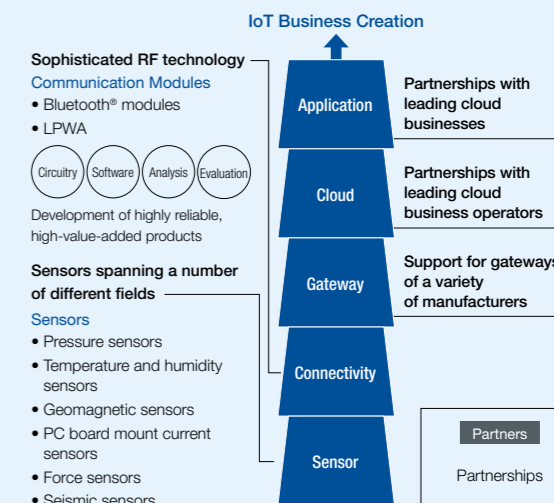 IoT Business Creation
Sophisticated RF technology
Communication Modules
• Bluetooth® modules
• LPWA
Circuitry
Software
Analysis
Evaluation
Development of highly reliable,
high-value-added products
Sensors spanning a number
of different fields
Sensors
• Pressure sensors
• Temperature and humidity
sensors
• Geomagnetic sensors
• PC board mount current
sensors
• Force sensors
• Seismic sensors
Application
Cloud
Gateway
Connectivity
Sensor
Partnerships with
leading cloud
businesses
Partnerships with
leading cloud
business operators
Support for gateways
of a variety
of manufacturers
Partners
Partnerships